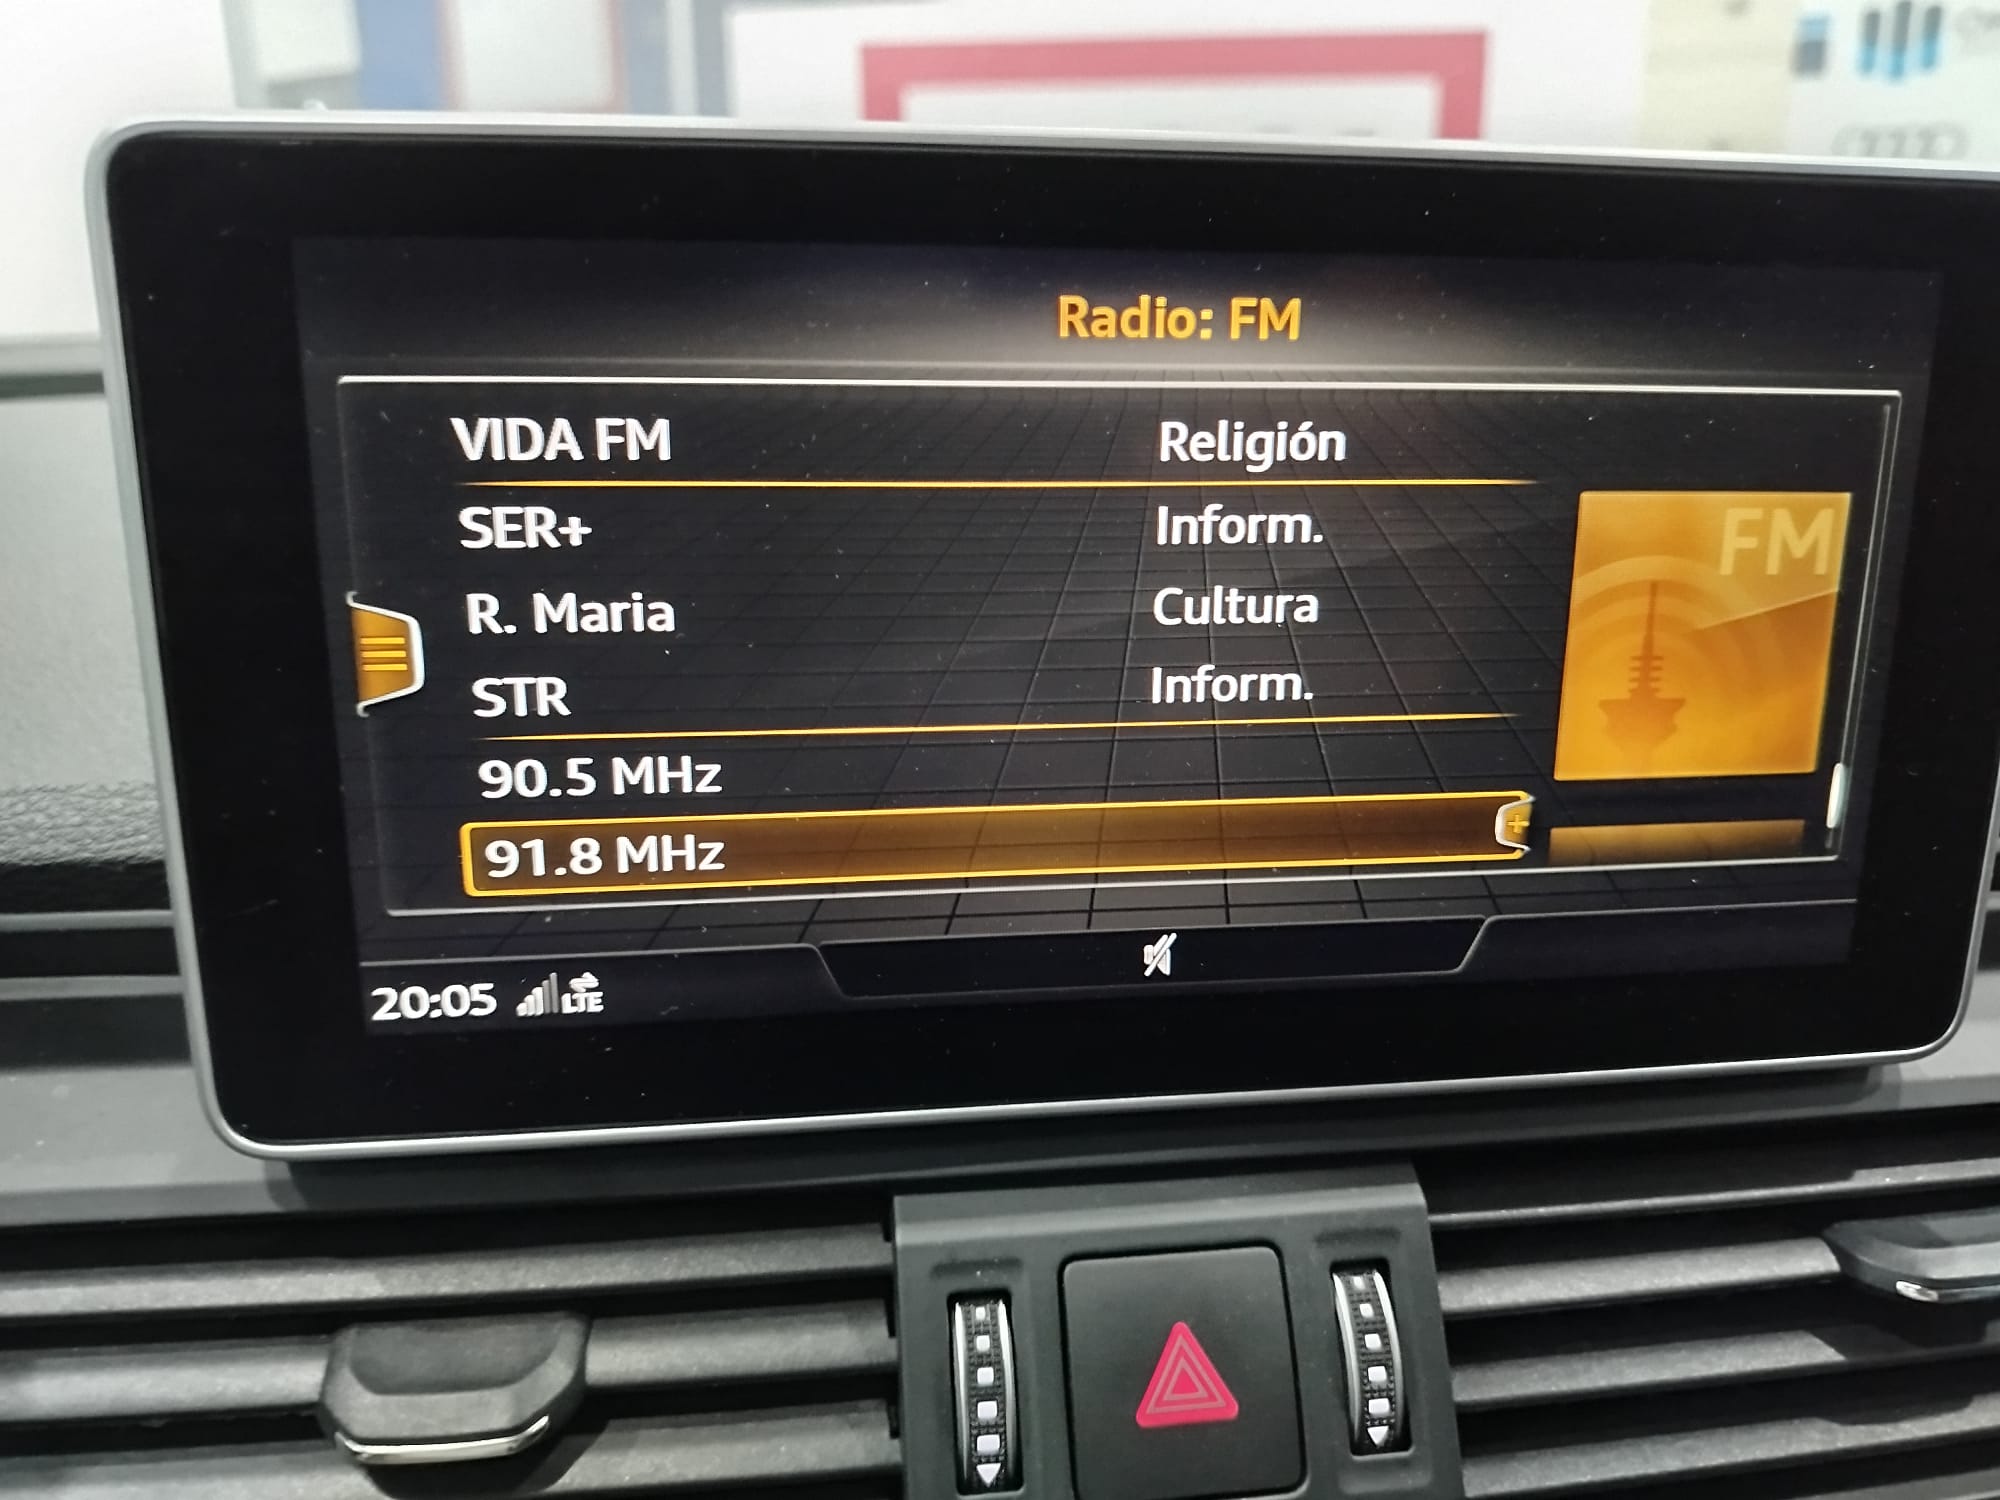 Radio: FM
VIDA FM Religión
SER+ Inform.
FM
R. Maria Cultura
STR Inform.
90.5 MHz
91.8 MHz
20:05 LTE